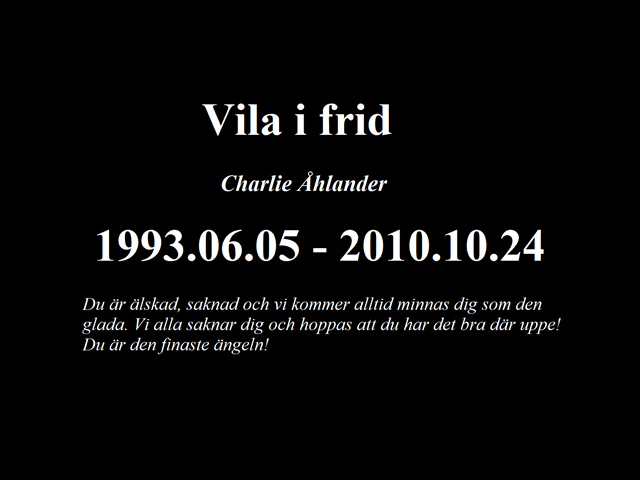 Vila i frid
Charlie Åhlander
1993.06.05 - 2010.10.24
Du är älskad, saknad och vi kommer alltid minnas dig som den
glada. Vi alla saknar dig och hoppas att du har det bra där uppe!
Du är den finaste ängeln!